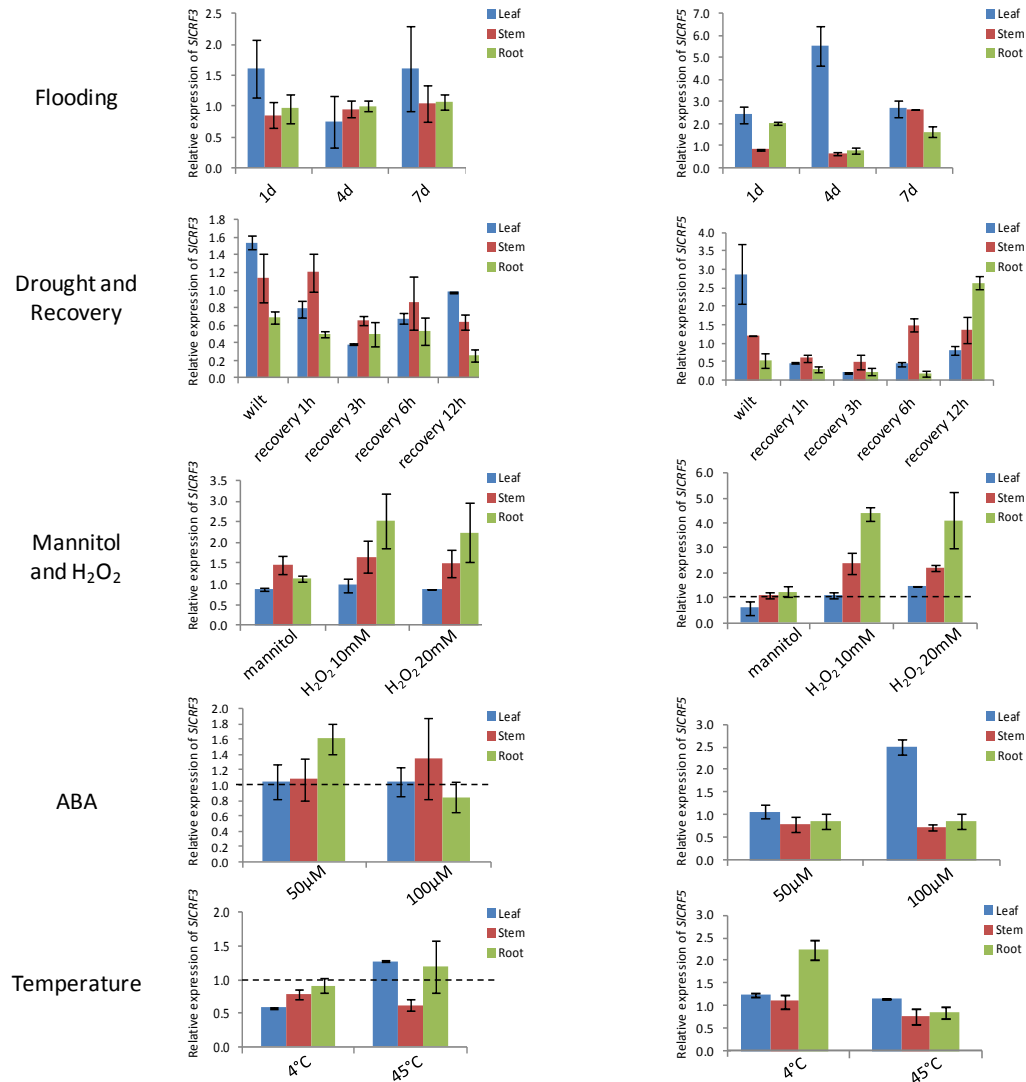 Flooding
Relative expression of SlCRF3
2.5
2.0
1.5
1.0
0.5
0.0
1d
4d
7d
Leaf
Stem
Root
Relative expression of SlCRF5
7.0
6.0
5.0
4.0
3.0
2.0
1.0
0.0
1d
4d
7d
Leaf
Stem
Root
Drought and
Recovery
Relative expression of SlCRF3
1.8
1.6
1.4
1.2
1.0
0.8
0.6
0.4
0.2
0.0
wilt
recovery 1h
recovery 3h
recovery 6h
recovery 12h
Leaf
Stem
Root
Relative expression of SlCRF5
4.0
3.5
3.0
2.5
2.0
1.5
1.0
0.5
0.0
wilt
recovery 1h
recovery 3h
recovery 6h
recovery 12h
Leaf
Stem
Root
Mannitol
and H₂O₂
Relative expression of SlCRF3
3.5
3.0
2.5
2.0
1.5
1.0
0.5
0.0
mannitol
H₂O₂ 10mM
H₂O₂ 20mM
Leaf
Stem
Root
Relative expression of SlCRF5
6.0
5.0
4.0
3.0
2.0
1.0
0.0
mannitol
H₂O₂ 10mM
H₂O₂ 20mM
Leaf
Stem
Root
ABA
Relative expression of SlCRF3
2.0
1.8
1.6
1.4
1.2
1.0
0.8
0.6
0.4
0.2
0.0
50µM
100µM
Leaf
Stem
Root
Relative expression of SlCRF5
3.0
2.5
2.0
1.5
1.0
0.5
0.0
50µM
100µM
Leaf
Stem
Root
Temperature
Relative expression of SlCRF3
2.0
1.5
1.0
0.5
0.0
4°C
45°C
Leaf
Stem
Root
Relative expression of SlCRF5
3.0
2.5
2.0
1.5
1.0
0.5
0.0
4°C
45°C
Leaf
Stem
Root